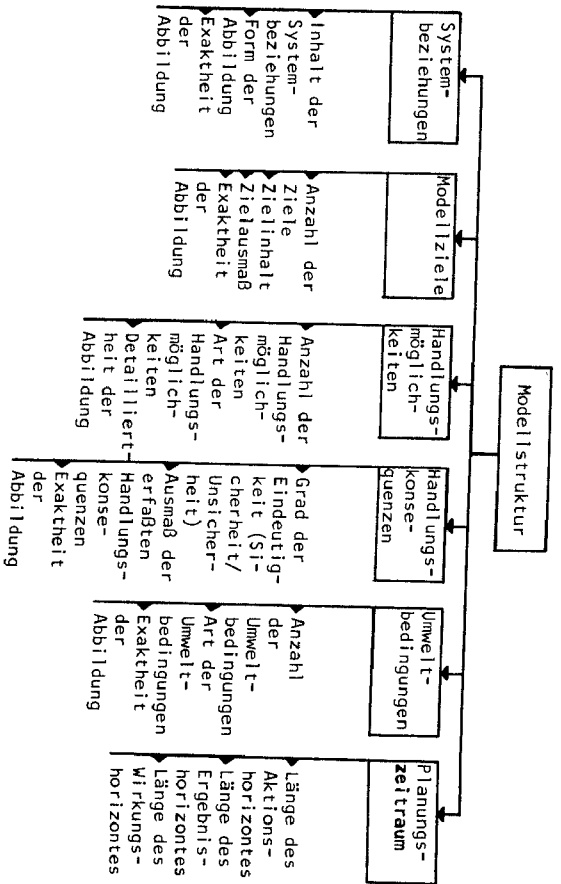 Modellstruktur
System-
beziehungen
Inhalt der
System-
beziehungen
Form der
Abbildung
Exaktheit
der
Abbildung
Modellziele
Anzahl der
Ziele
Zielinhalt
Zielausmaß
Exaktheit
der
Abbildung
Handlungs-
möglich-
keiten
Anzahl der
Handlungs-
möglich-
keiten
Art der
Handlungs-
möglich-
keiten
Detailliert-
heit der
Abbildung
Handlungs-
konse-
quenzen
Grad der
Eindeutig-
keit (Si-
cherheit/
Unsicher-
heit)
Ausmaß der
erfaßten
Handlungs-
konse-
quenzen
Exaktheit
der
Abbildung
Umwelt-
bedingungen
Anzahl
der
Umwelt-
bedingungen
Art der
Umwelt-
bedingungen
Exaktheit
der
Abbildung
Planungs-
zeitraum
Länge des
Aktions-
horizontes
Länge des
Ergebnis-
horizontes
Länge des
Wirkungs-
horizontes